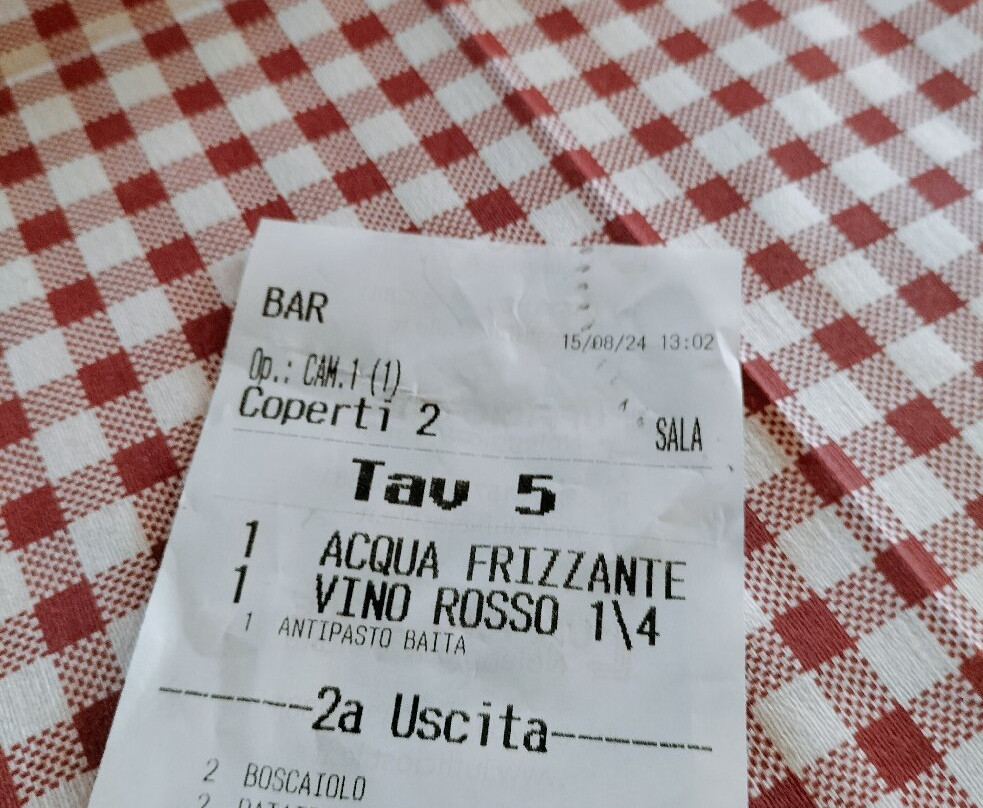 BAR
15/08/24 13:02
Op.: CAM.1 (1)
Coperti 2
SALA
Tav 5
1 ACQUA FRIZZANTE
1 VINO ROSSO 1\4
1 ANTIPASTO BAITA
------2a Uscita------
2 BOSCAIOLO
2